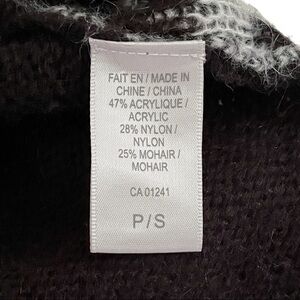 FAIT EN / MADE IN
CHINE / CHINA
47% ACRYLIQUE /
ACRYLIC
28% NYLON /
NYLON
25% MOHAIR /
MOHAIR
CA 01241
P / S